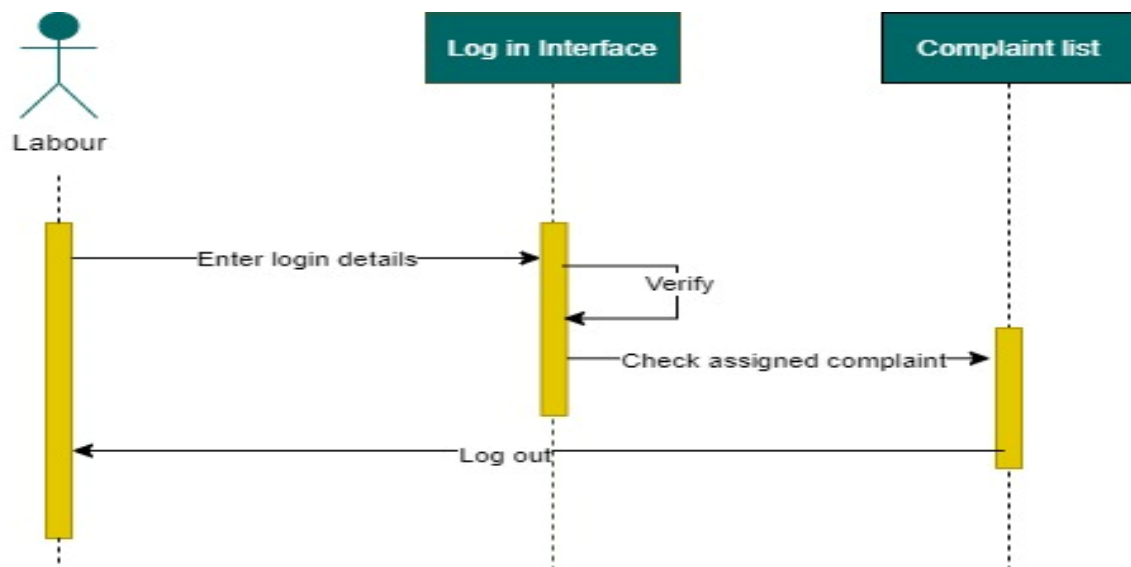 Log in Interface
Complaint list
Labour
Enter login details
Verify
Check assigned complaint
Log out